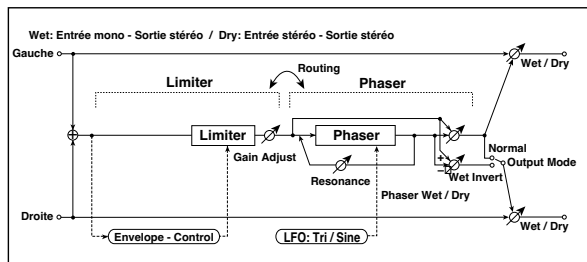 Wet: Entrée mono - Sortie stéréo / Dry: Entrée stéréo - Sortie stéréo
Gauche
Wet / Dry
Routing
Limiter
Phaser
Limiter
Gain Adjust
Phaser
Resonance
+
−
Wet Invert
Normal
Output Mode
Phaser Wet / Dry
Droite
Wet / Dry
Envelope - Control
LFO: Tri / Sine